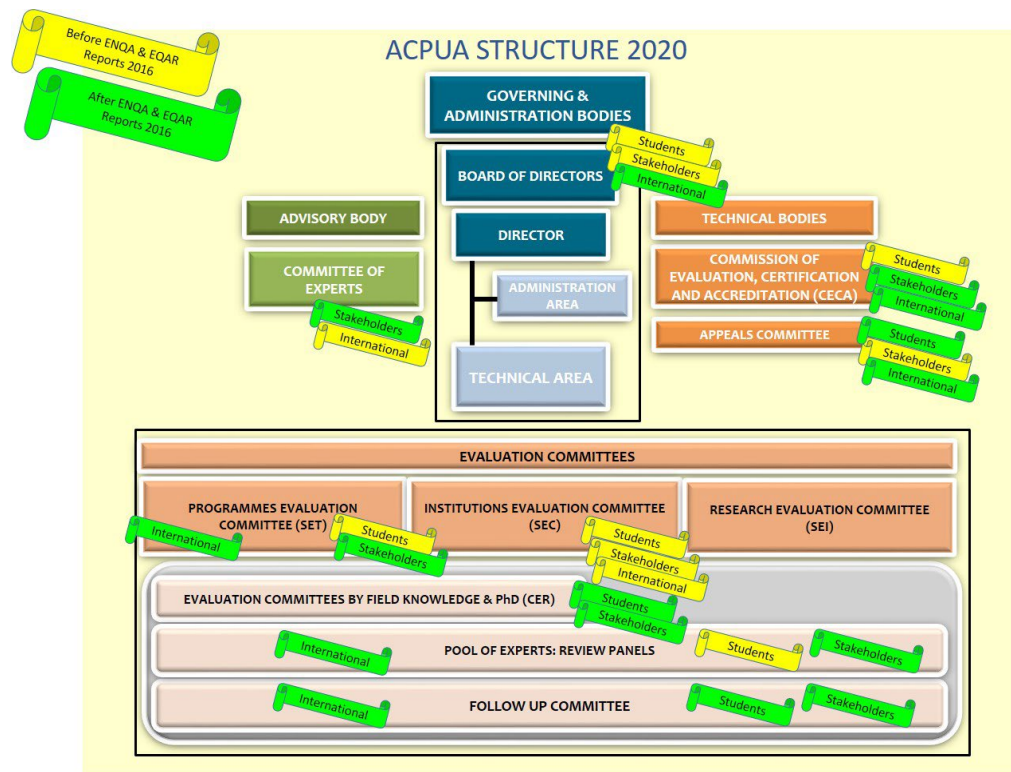 Before ENQA & EQAR
Reports 2016
After ENQA & EQAR
Reports 2016
ACPUA STRUCTURE 2020
GOVERNING &
ADMINISTRATION BODIES
BOARD OF DIRECTORS
Students
Stakeholders
International
DIRECTOR
ADMINISTRATION
AREA
TECHNICAL AREA
ADVISORY BODY
COMMITTEE OF
EXPERTS
Stakeholders
International
TECHNICAL BODIES
COMMISSION OF
EVALUATION, CERTIFICATION
AND ACCREDITATION (CECA)
Students
Stakeholders
International
APPEALS COMMITTEE
Students
Stakeholders
International
EVALUATION COMMITTEES
PROGRAMMES EVALUATION
COMMITTEE (SET)
International
Students
Stakeholders
INSTITUTIONS EVALUATION COMMITTEE
(SEC)
Students
Stakeholders
International
RESEARCH EVALUATION COMMITTEE
(SEI)
EVALUATION COMMITTEES BY FIELD KNOWLEDGE & PhD (CER)
Students
Stakeholders
International
POOL OF EXPERTS: REVIEW PANELS
Students
Stakeholders
International
FOLLOW UP COMMITTEE
Students
Stakeholders